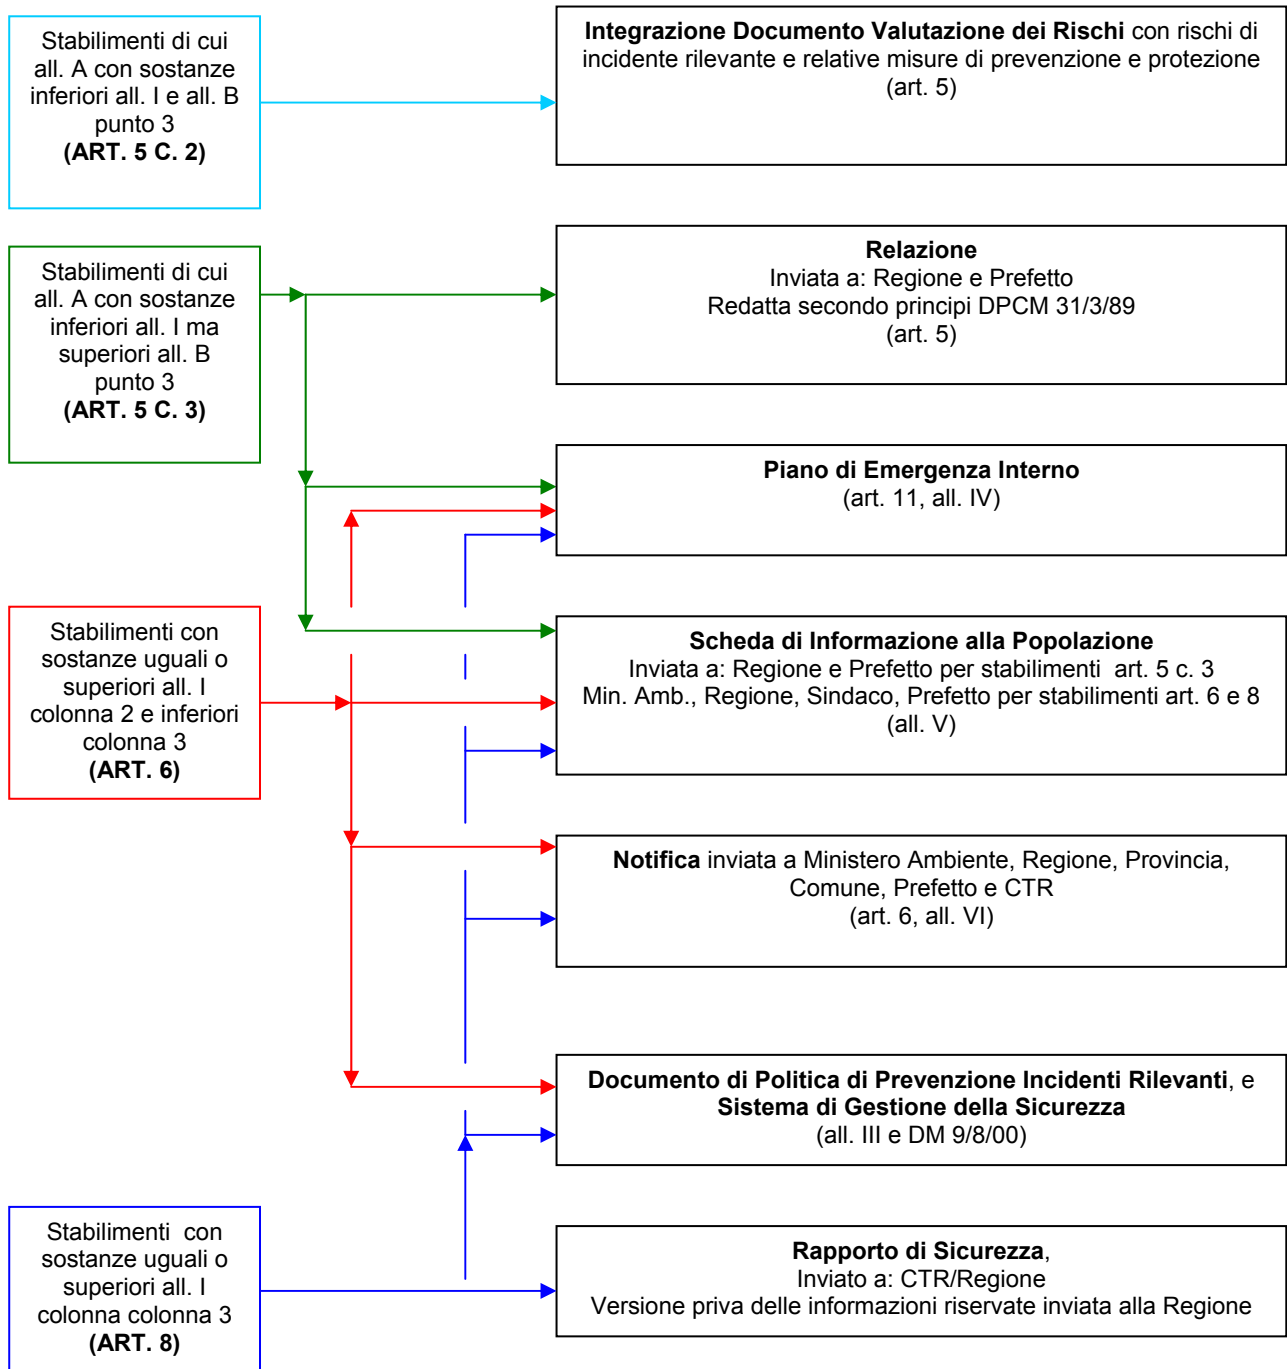 Stabilimenti di cui
all. A con sostanze
inferiori all. I e all. B
punto 3
(ART. 5 C. 2)
Integrazione Documento Valutazione dei Rischi con rischi di
incidente rilevante e relative misure di prevenzione e protezione
(art. 5)
Stabilimenti di cui
all. A con sostanze
inferiori all. I ma
superiori all. B
punto 3
(ART. 5 C. 3)
Relazione
Inviata a: Regione e Prefetto
Redatta secondo principi DPCM 31/3/89
(art. 5)
Piano di Emergenza Interno
(art. 11, all. IV)
Stabilimenti con
sostanze uguali o
superiori all. I
colonna 2 e inferiori
colonna 3
(ART. 6)
Scheda di Informazione alla Popolazione
Inviata a: Regione e Prefetto per stabilimenti art. 5 c. 3
Min. Amb., Regione, Sindaco, Prefetto per stabilimenti art. 6 e 8
(all. V)
Notifica inviata a Ministero Ambiente, Regione, Provincia,
Comune, Prefetto e CTR
(art. 6, all. VI)
Documento di Politica di Prevenzione Incidenti Rilevanti, e
Sistema di Gestione della Sicurezza
(all. III e DM 9/8/00)
Stabilimenti con
sostanze uguali o
superiori all. I
colonna colonna 3
(ART. 8)
Rapporto di Sicurezza,
Inviato a: CTR/Regione
Versione priva delle informazioni riservate inviata alla Regione